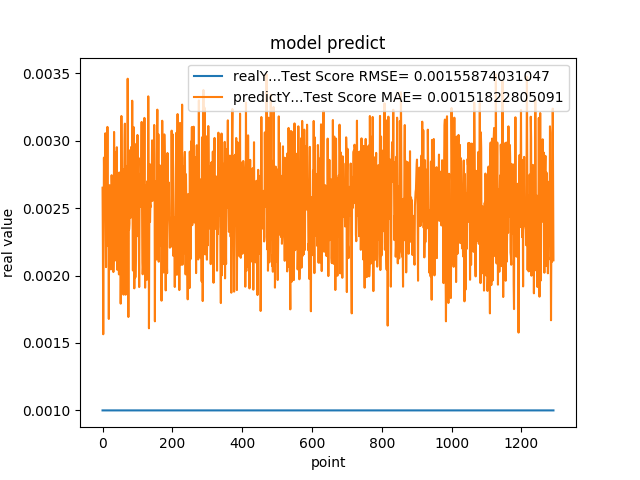 model predict
realY...Test Score RMSE= 0.00155874031047
predictY...Test Score MAE= 0.00151822805091
0.0035
0.0030
0.0025
0.0020
0.0015
0.0010
real value
0 200 400 600 800 1000 1200
point